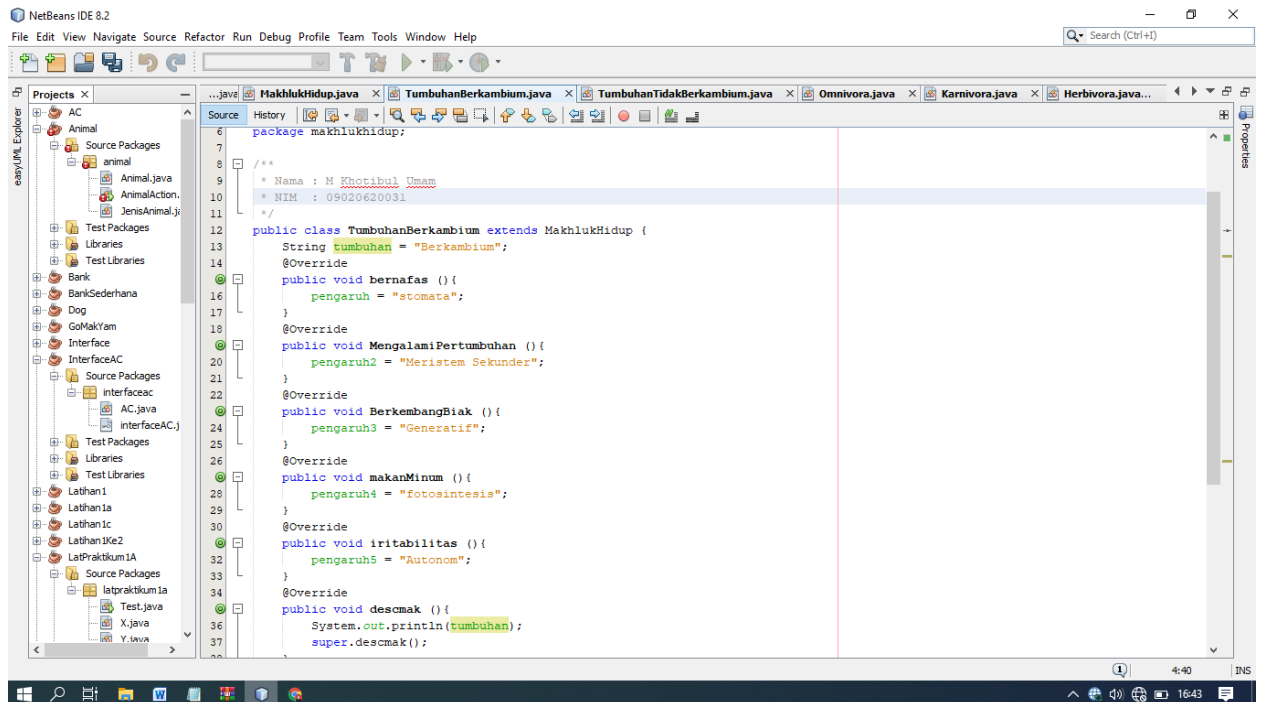 NetBeans IDE 8.2
File Edit View Navigate Source Refactor Run Debug Profile Team Tools Window Help
Search (Ctrl+I)
Projects
...java MakhlukHidup.java TumbuhanBerkambium.java TumbuhanTidakBerkambium.java Omnivora.java Karnivora.java Herbivora.java...
easyUML Explorer
AC
Animal
Source Packages
animal
Animal.java
AnimalAction.
JenisAnimal.ja
Test Packages
Libraries
Test Libraries
Bank
BankSederhana
Dog
GoMakYam
Interface
InterfaceAC
Source Packages
interfaceac
AC.java
interfaceAC.j
Test Packages
Libraries
Test Libraries
Latihan1
Latihan1a
Latihan1c
Latihan1Ke2
LatPraktikum1A
Source Packages
latpraktikum1a
Test.java
X.java
Y.java
Source History
6 package makhlukhidup;
7
8 /**
9 * Nama : M Khotibul Umam
10 * NIM : 09020620031
11 */
12 public class TumbuhanBerkambium extends MakhlukHidup {
13 String tumbuhan = "Berkambium";
14 @Override
public void bernafas (){
16 pengaruh = "stomata";
17 }
18 @Override
public void MengalamiPertumbuhan (){
20 pengaruh2 = "Meristem Sekunder";
21 }
22 @Override
public void BerkembangBiak (){
24 pengaruh3 = "Generatif";
25 }
26 @Override
public void makanMinum (){
28 pengaruh4 = "fotosintesis";
29 }
30 @Override
public void iritabilitas (){
32 pengaruh5 = "Autonom";
33 }
34 @Override
public void descmak (){
36 System.out.println(tumbuhan);
37 super.descmak();
Properties
1
4:40
INS
16:43